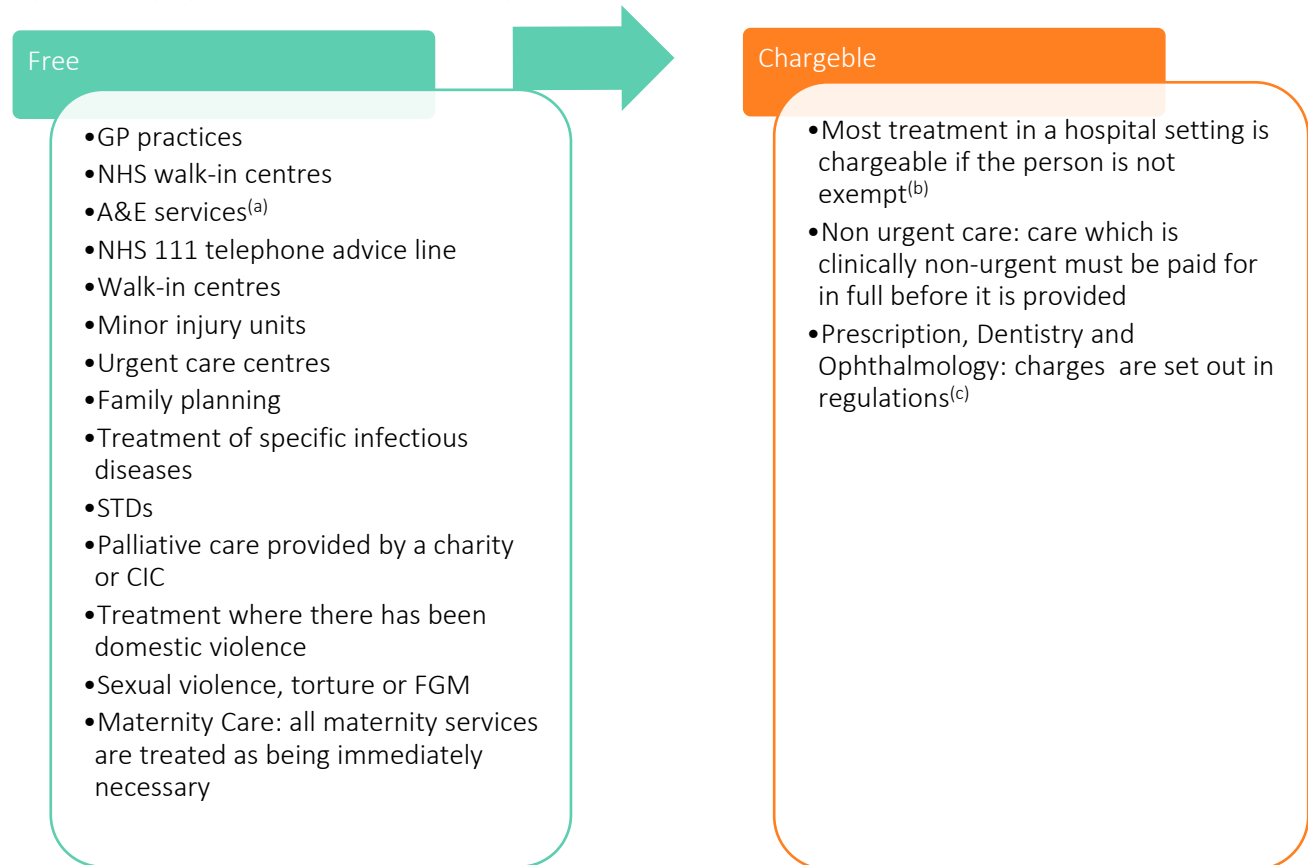 Free
•GP practices
•NHS walk-in centres
•A&E services(a)
•NHS 111 telephone advice line
•Walk-in centres
•Minor injury units
•Urgent care centres
•Family planning
•Treatment of specific infectious
diseases
•STDs
•Palliative care provided by a charity
or CIC
•Treatment where there has been
domestic violence
•Sexual violence, torture or FGM
•Maternity Care: all maternity services
are treated as being immediately
necessary
Chargeble
•Most treatment in a hospital setting is
chargeable if the person is not
exempt(b)
•Non urgent care: care which is
clinically non-urgent must be paid for
in full before it is provided
•Prescription, Dentistry and
Ophthalmology: charges  are set out in
regulations(c)